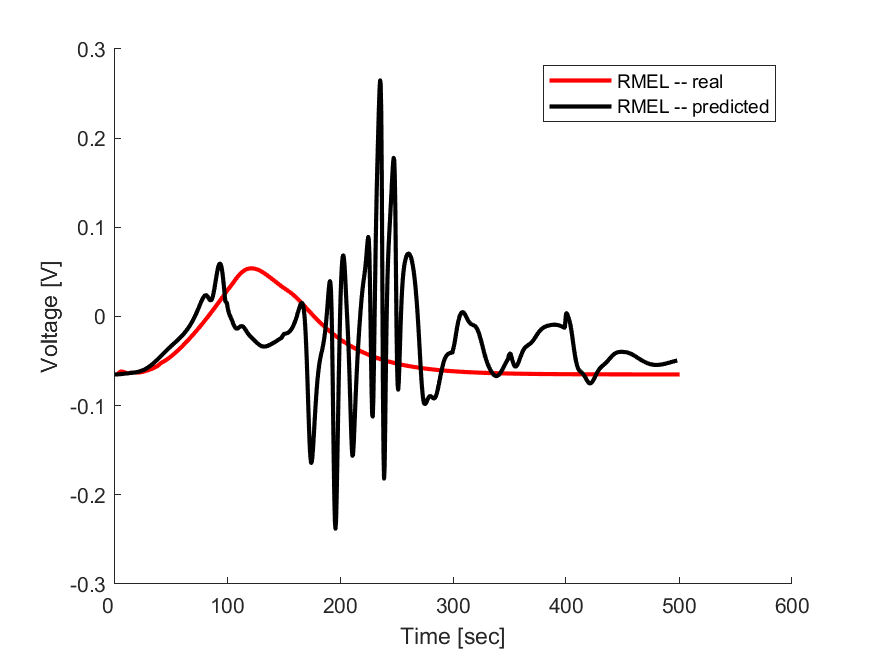 0.3
0.2
0.1
0
-0.1
-0.2
-0.3
Voltage [V]
RMEL -- real
RMEL -- predicted
0 100 200 300 400 500 600
Time [sec]